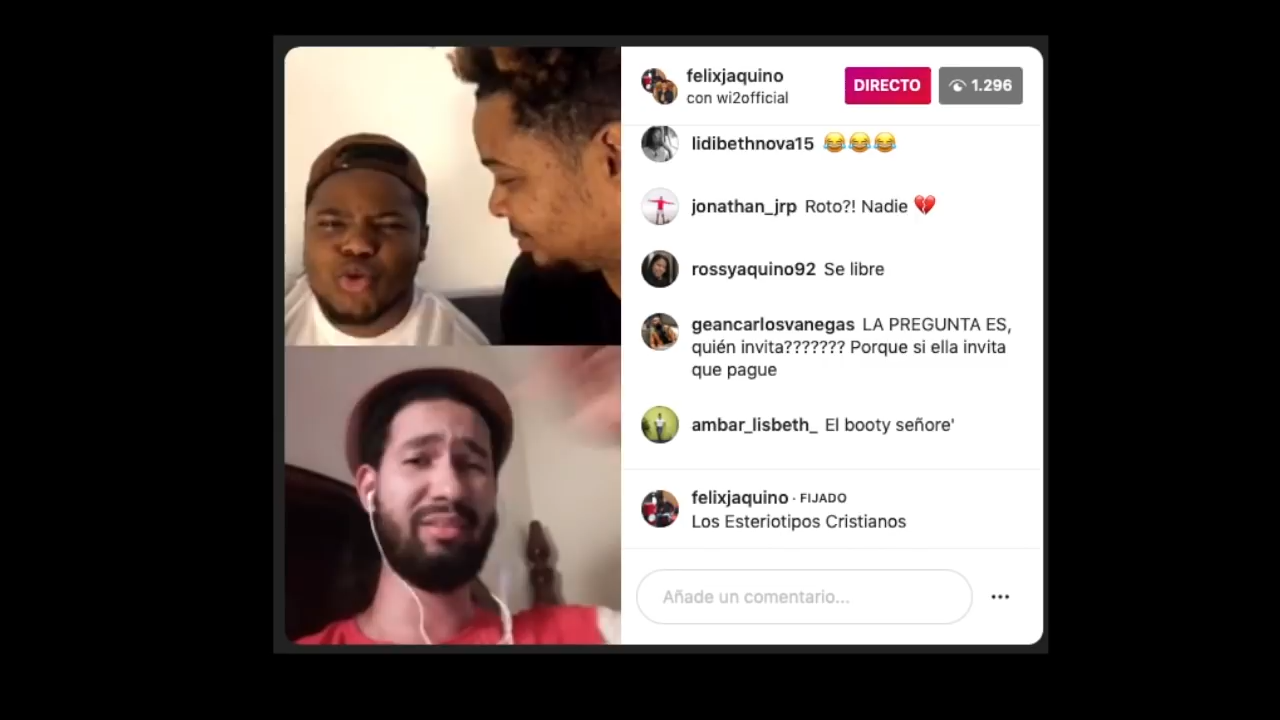 felixjaquino
con wi2official
DIRECTO
1.296
lidibethnova15 😂😂😂
jonathan_jrp Roto?! Nadie 💔
rossyaquino92 Se libre
geancarlosvanegas LA PREGUNTA ES,
quién invita??????? Porque si ella invita
que pague
ambar_lisbeth_ El booty señore'
felixjaquino · FIJADO
Los Esteriotipos Cristianos
Añade un comentario...